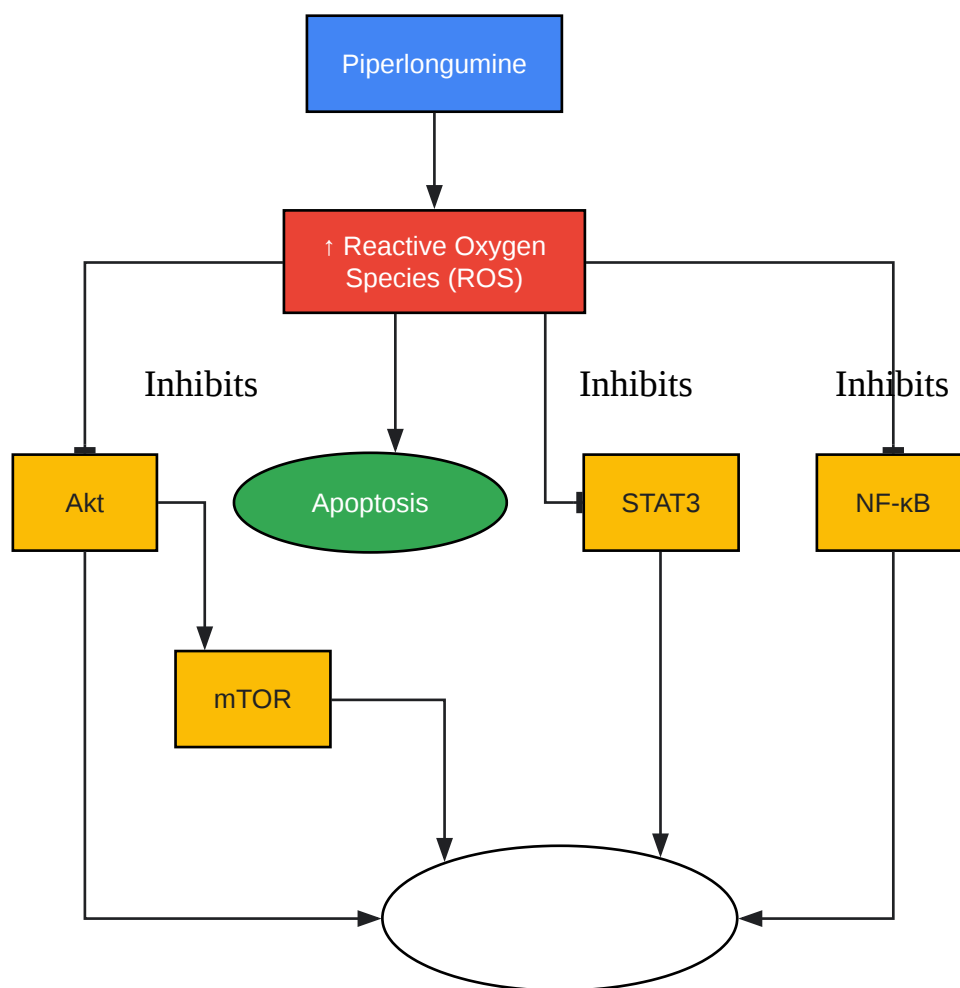 Piperlongumine
↑ Reactive Oxygen
Species (ROS)
Inhibits
Inhibits
Inhibits
Akt
Apoptosis
STAT3
NF-κB
mTOR